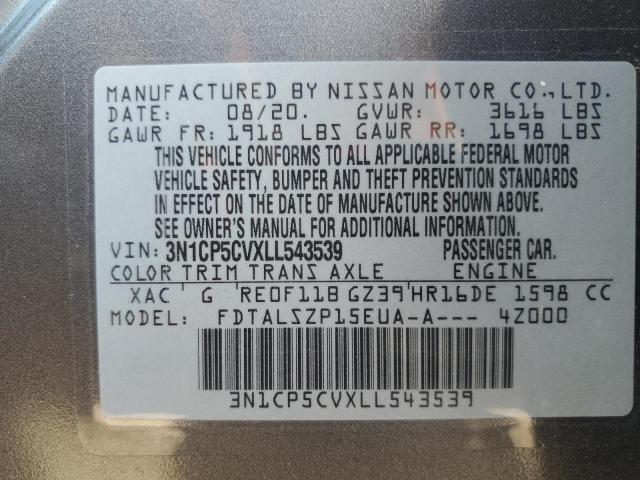 MANUFACTURED BY NISSAN MOTOR CO., LTD.
DATE: 08/20. GVWR: 3616 LBS
GAWR FR: 1918 LBS GAWR RR: 1698 LBS
THIS VEHICLE CONFORMS TO ALL APPLICABLE FEDERAL MOTOR
VEHICLE SAFETY, BUMPER AND THEFT PREVENTION STANDARDS
IN EFFECT ON THE DATE OF MANUFACTURE SHOWN ABOVE.
SEE OWNER'S MANUAL FOR ADDITIONAL INFORMATION.
VIN: 3N1CP5CVXLL543539 PASSENGER CAR.
COLOR TRIM TRANS AXLE ENGINE
XAC G RE0F11B GZ39 HR16DE 1598 CC
MODEL: FDTALSZP15EUA-A--- 4Z000
3N1CP5CVXLL543539